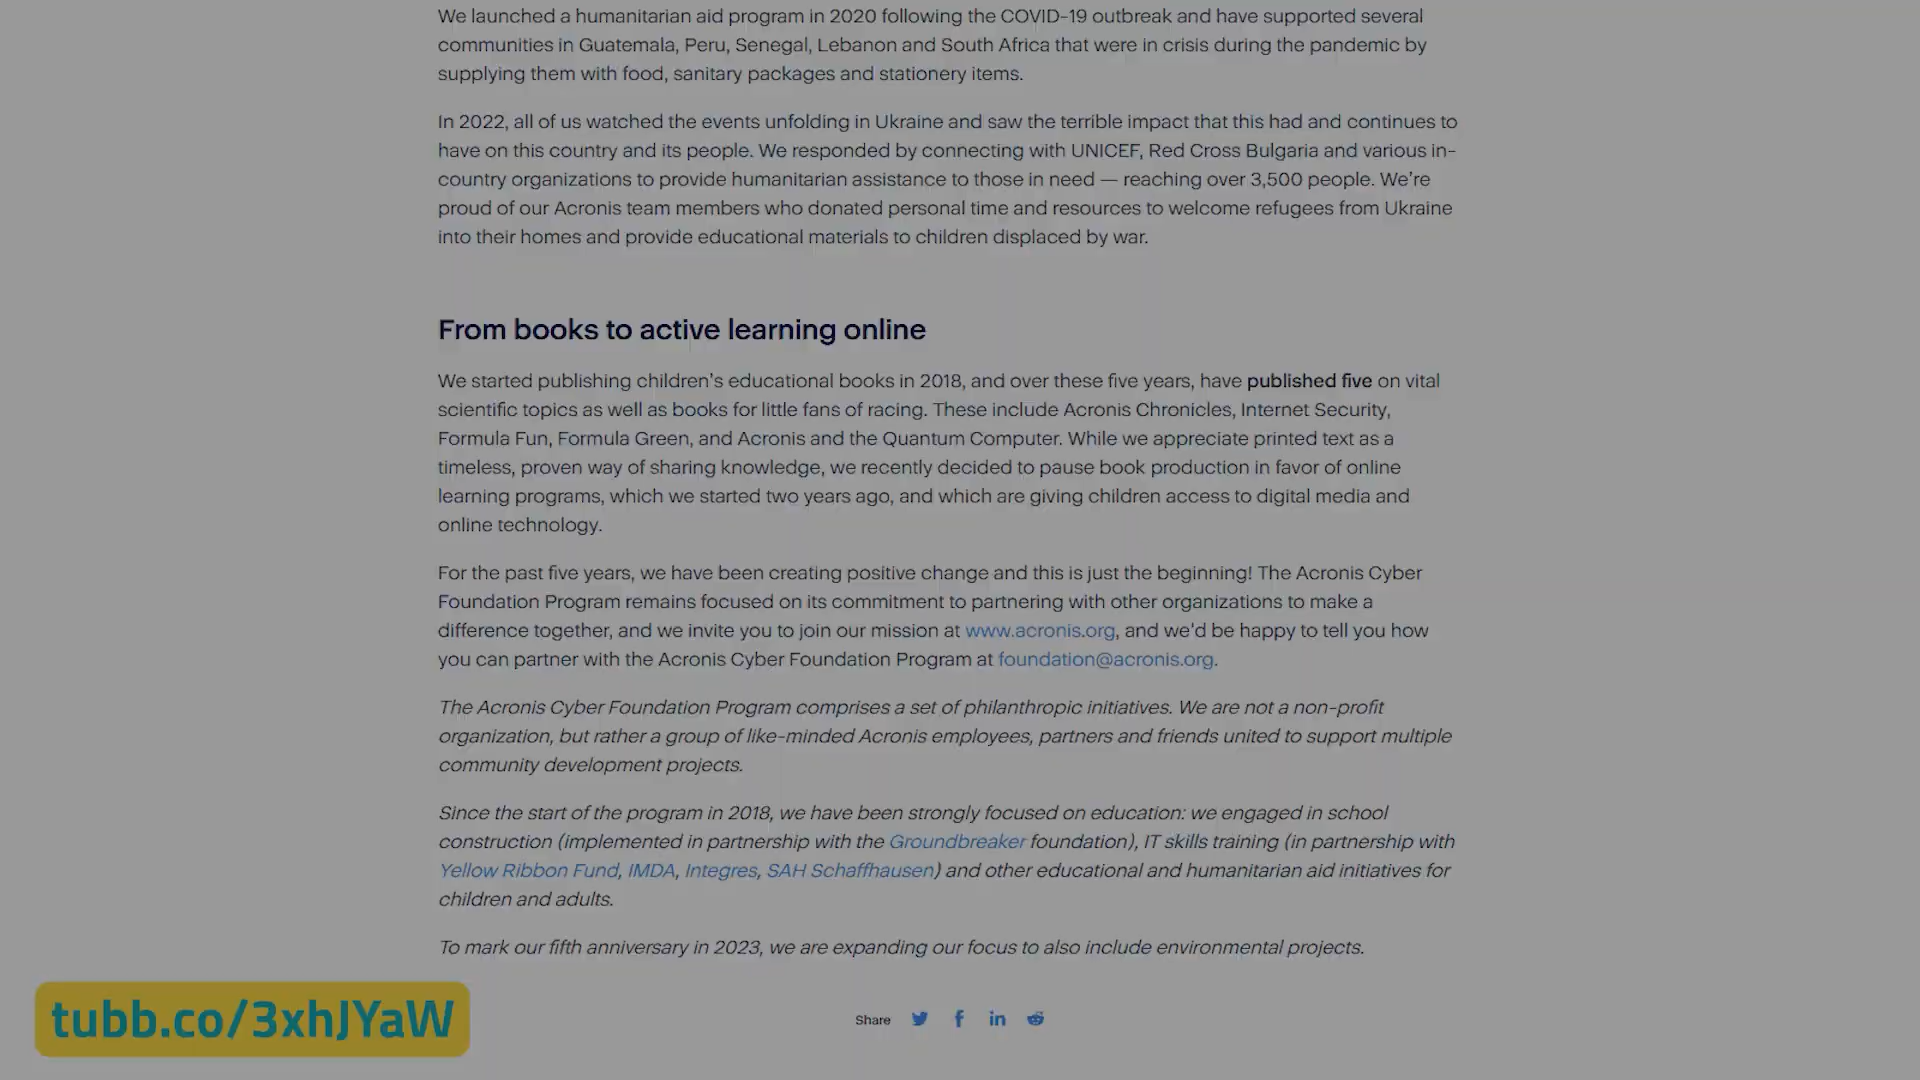 We launched a humanitarian aid program in 2020 following the COVID-19 outbreak and have supported several
communities in Guatemala, Peru, Senegal, Lebanon and South Africa that were in crisis during the pandemic by
supplying them with food, sanitary packages and stationery items.
In 2022, all of us watched the events unfolding in Ukraine and saw the terrible impact that this had and continues to
have on this country and its people. We responded by connecting with UNICEF, Red Cross Bulgaria and various in-
country organizations to provide humanitarian assistance to those in need — reaching over 3,500 people. We’re
proud of our Acronis team members who donated personal time and resources to welcome refugees from Ukraine
into their homes and provide educational materials to children displaced by war.
From books to active learning online
We started publishing children’s educational books in 2018, and over these five years, have published five on vital
scientific topics as well as books for little fans of racing. These include Acronis Chronicles, Internet Security,
Formula Fun, Formula Green, and Acronis and the Quantum Computer. While we appreciate printed text as a
timeless, proven way of sharing knowledge, we recently decided to pause book production in favor of online
learning programs, which we started two years ago, and which are giving children access to digital media and
online technology.
For the past five years, we have been creating positive change and this is just the beginning! The Acronis Cyber
Foundation Program remains focused on its commitment to partnering with other organizations to make a
difference together, and we invite you to join our mission at www.acronis.org, and we’d be happy to tell you how
you can partner with the Acronis Cyber Foundation Program at foundation@acronis.org.
The Acronis Cyber Foundation Program comprises a set of philanthropic initiatives. We are not a non-profit
organization, but rather a group of like-minded Acronis employees, partners and friends united to support multiple
community development projects.
Since the start of the program in 2018, we have been strongly focused on education: we engaged in school
construction (implemented in partnership with the Groundbreaker foundation), IT skills training (in partnership with
Yellow Ribbon Fund, IMDA, Integres, SAH Schaffhausen) and other educational and humanitarian aid initiatives for
children and adults.
To mark our fifth anniversary in 2023, we are expanding our focus to also include environmental projects.
Share
tubb.co/3xhJYaW